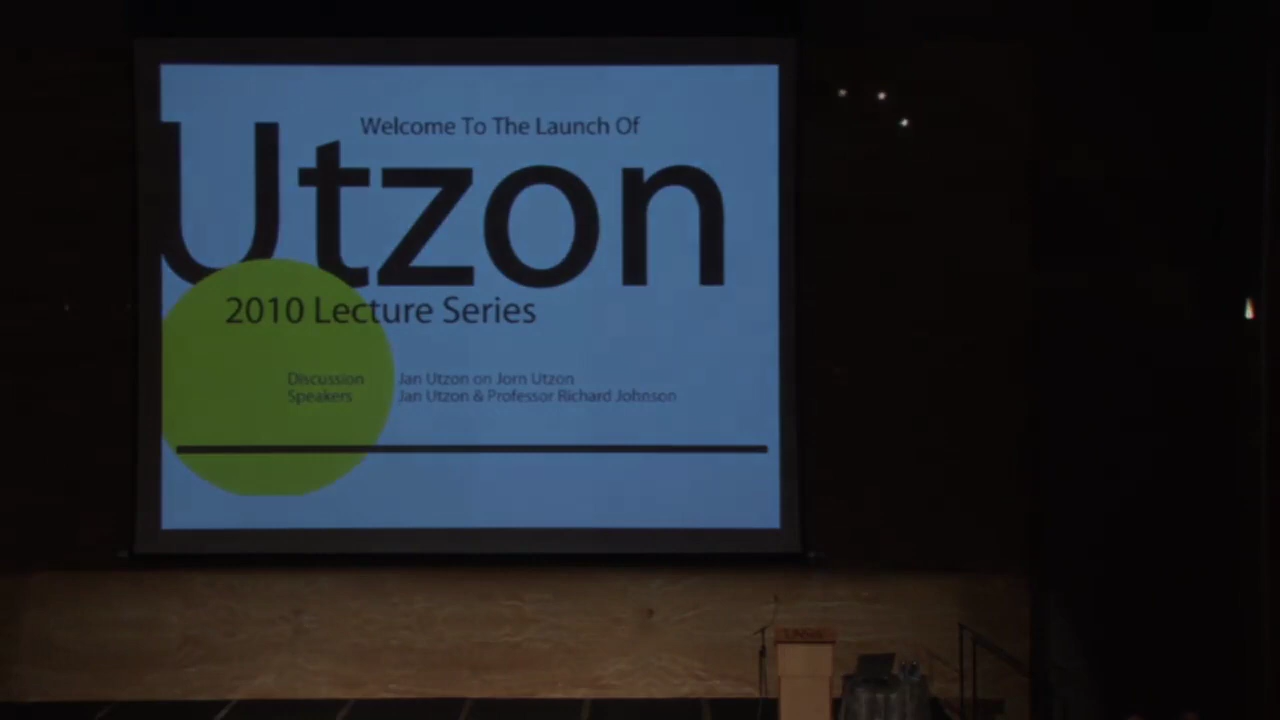 Welcome To The Launch Of
Utzon
2010 Lecture Series
Discussion Jan Utzon on Jorn Utzon
Speakers Jan Utzon & Professor Richard Johnson